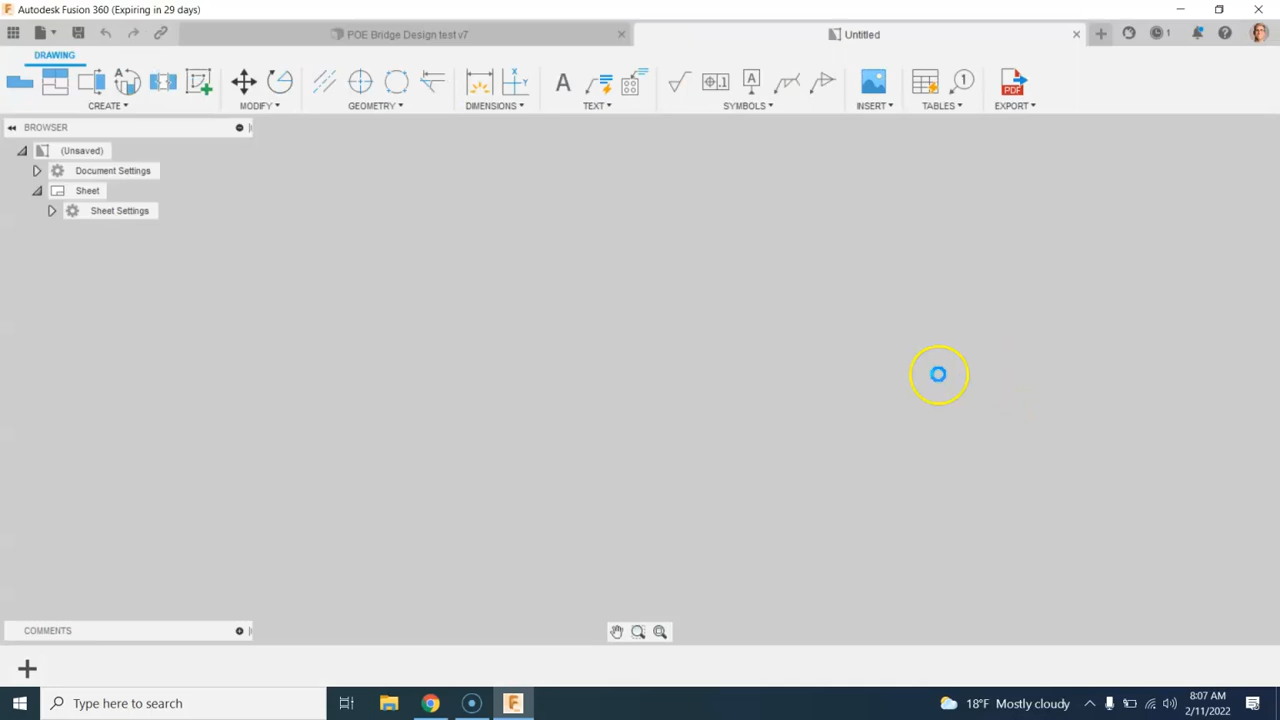 Autodesk Fusion 360 (Expiring in 29 days)
POE Bridge Design test v7
Untitled
1
DRAWING
CREATE
MODIFY
GEOMETRY
DIMENSIONS
TEXT
SYMBOLS
INSERT
TABLES
EXPORT
BROWSER
(Unsaved)
Document Settings
Sheet
Sheet Settings
COMMENTS
Type here to search
18°F Mostly cloudy
8:07 AM
2/11/2022